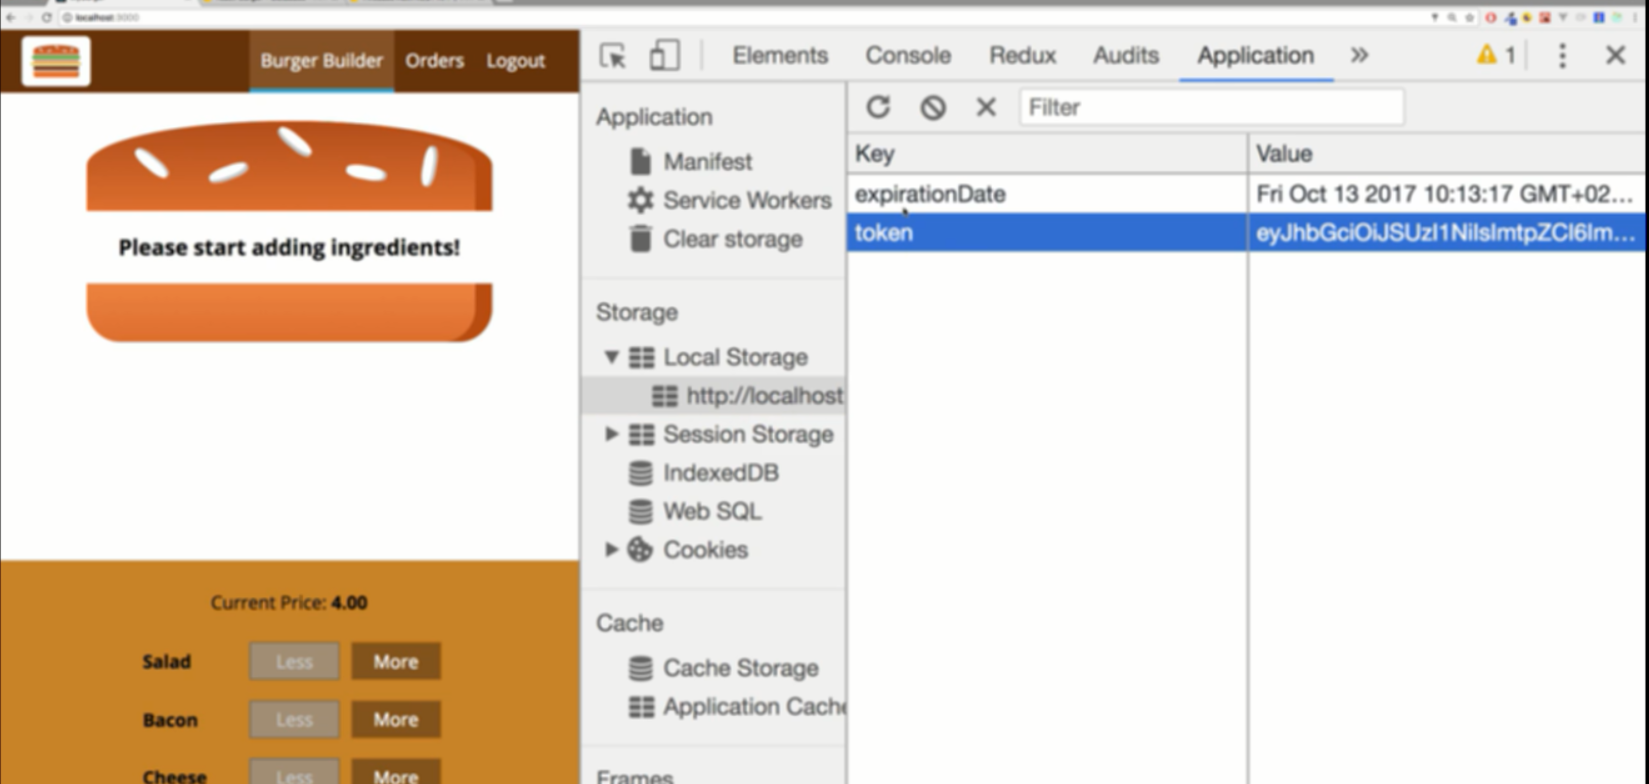 localhost:3000
Burger Builder Orders Logout
Please start adding ingredients!
Current Price: 4.00
Salad Less More
Bacon Less More
Cheese Less More
Elements Console Redux Audits Application » 1
Application
Manifest
Service Workers
Clear storage
Storage
Local Storage
http://localhost
Session Storage
IndexedDB
Web SQL
Cookies
Cache
Cache Storage
Application Cache
Frames
Filter
Key Value
expirationDate Fri Oct 13 2017 10:13:17 GMT+02...
token eyJhbGciOiJSUzI1NiIsImtpZCI6Im...